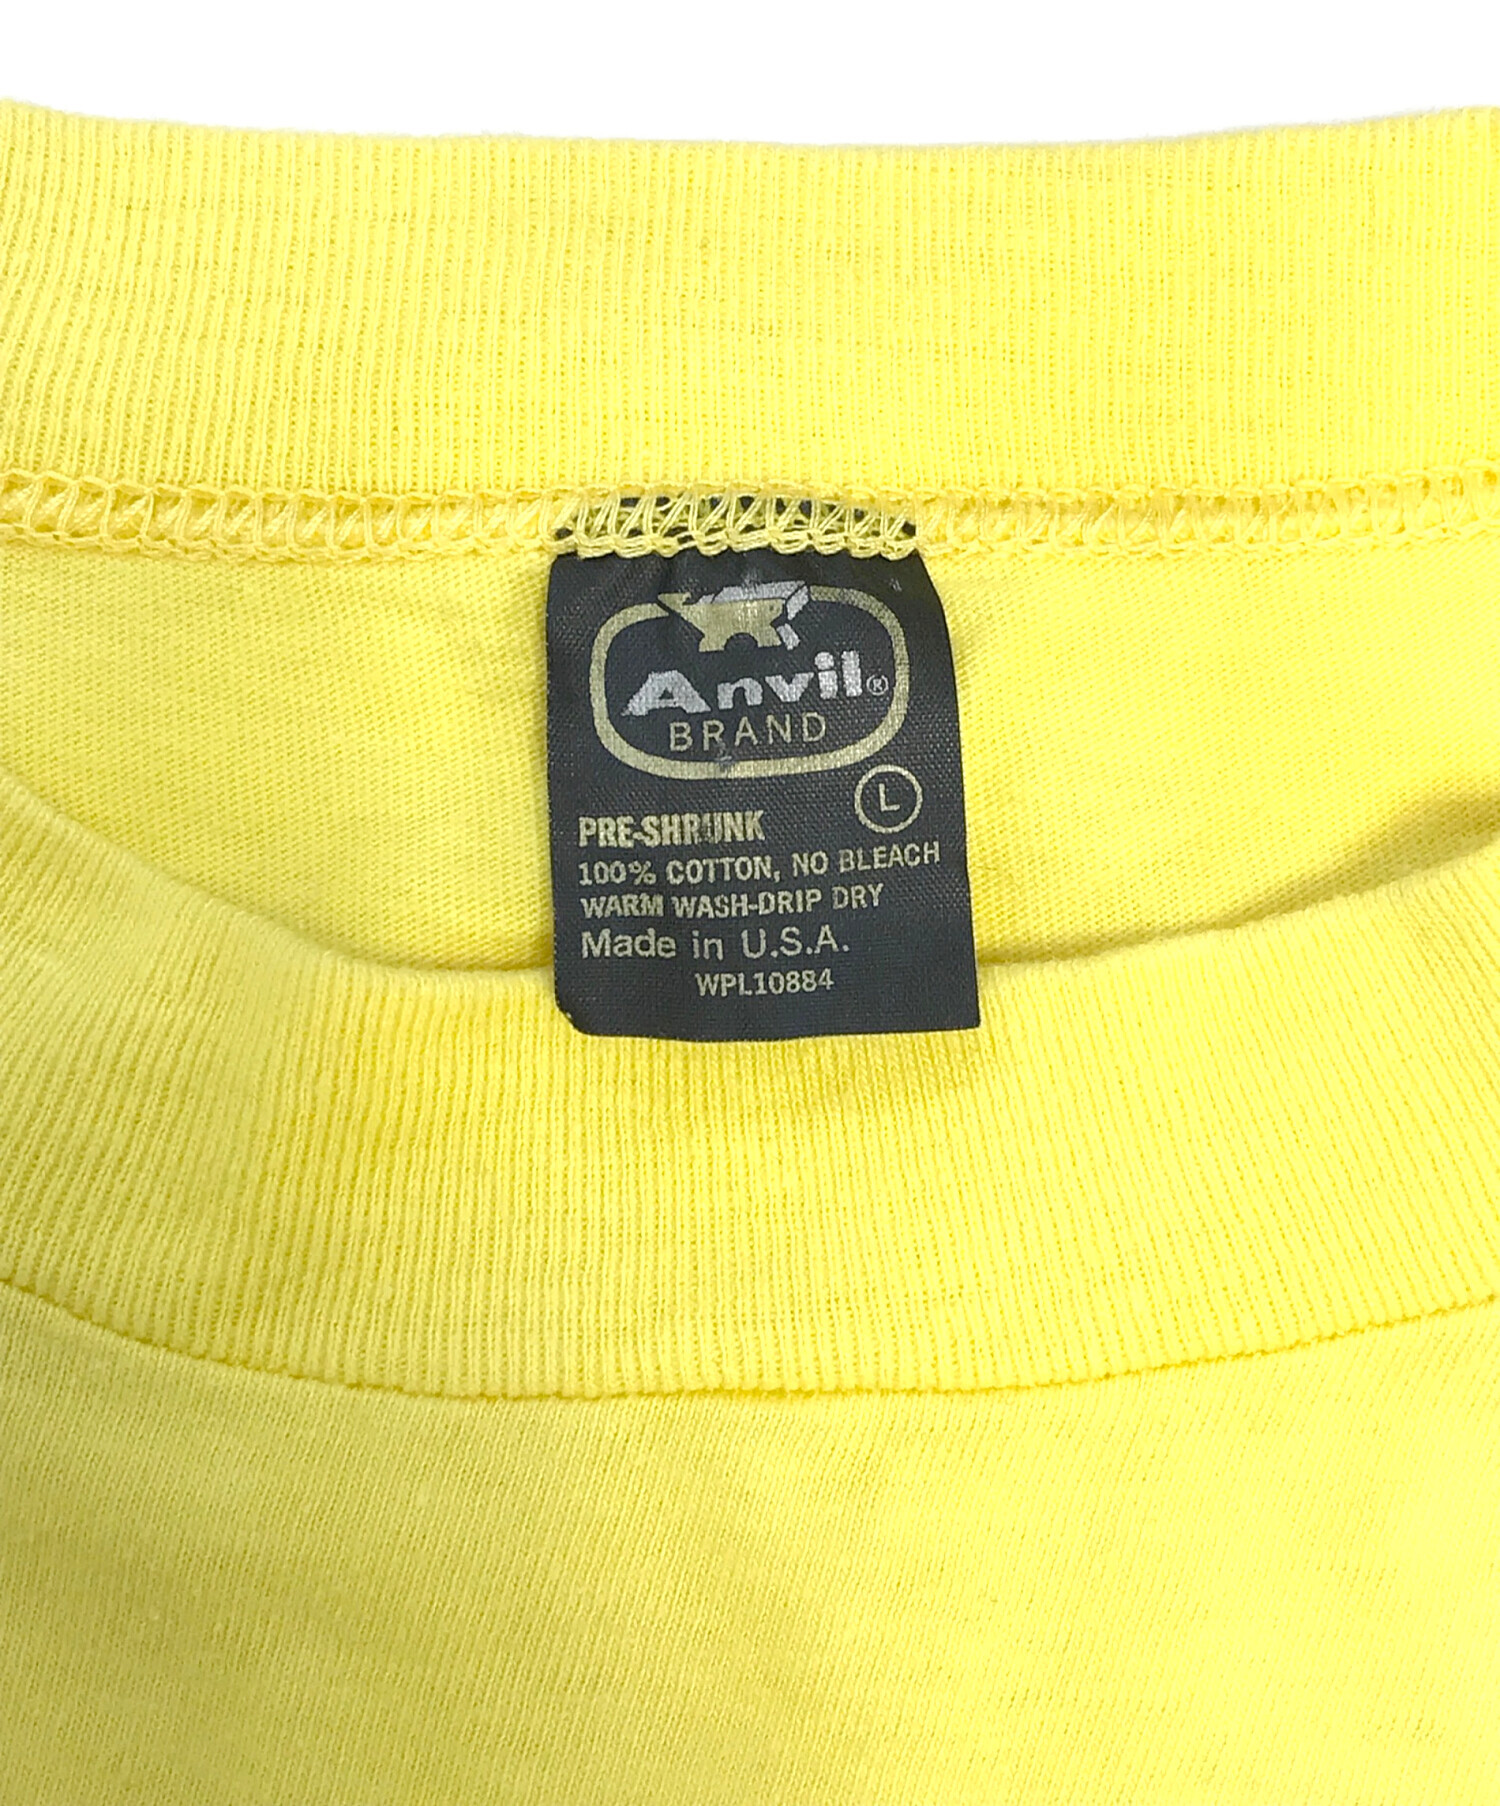 Anvil®
BRAND
L
PRE-SHRUNK
100% COTTON, NO BLEACH
WARM WASH-DRIP DRY
Made in U.S.A.
WPL10884